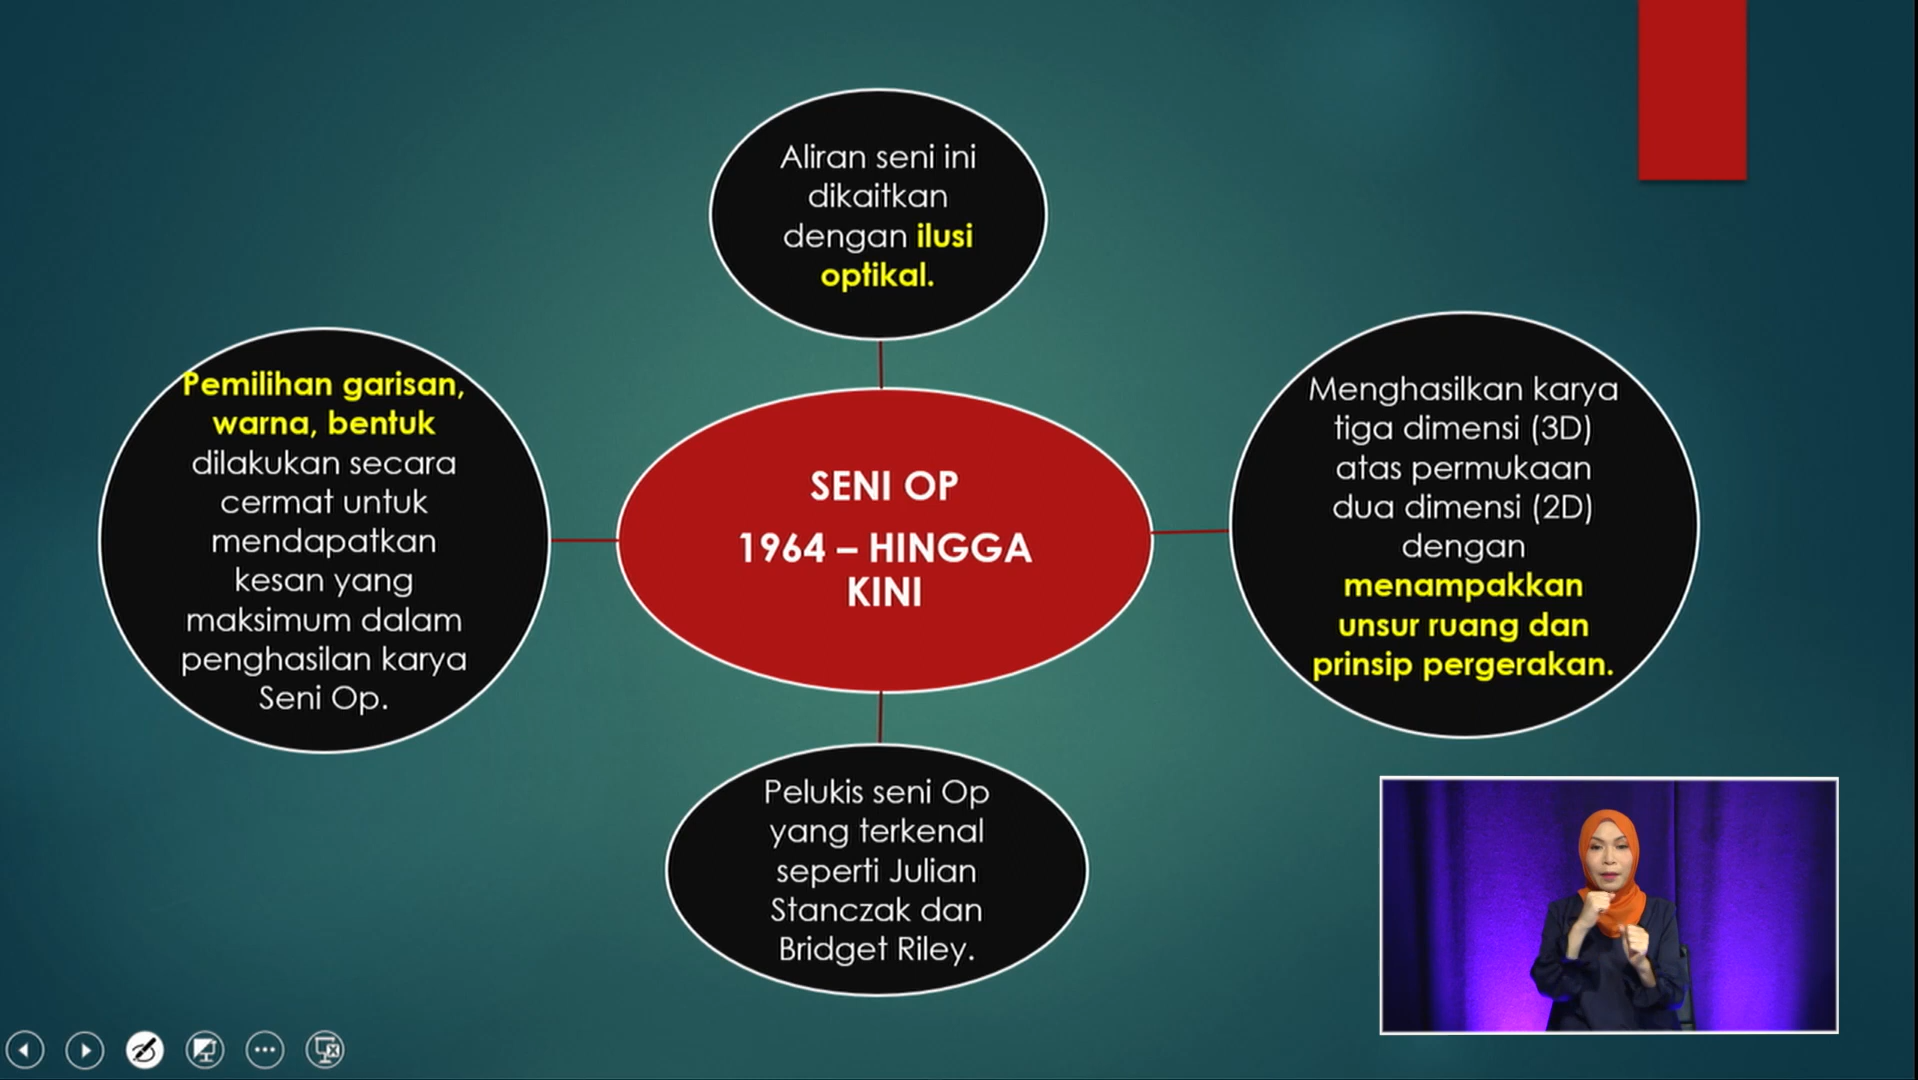 Aliran seni ini
dikaitkan
dengan ilusi
optikal.
Pemilihan garisan,
warna, bentuk
dilakukan secara
cermat untuk
mendapatkan
kesan yang
maksimum dalam
penghasilan karya
Seni Op.
SENI OP
1964 – HINGGA
KINI
Menghasilkan karya
tiga dimensi (3D)
atas permukaan
dua dimensi (2D)
dengan
menampakkan
unsur ruang dan
prinsip pergerakan.
Pelukis seni Op
yang terkenal
seperti Julian
Stanczak dan
Bridget Riley.